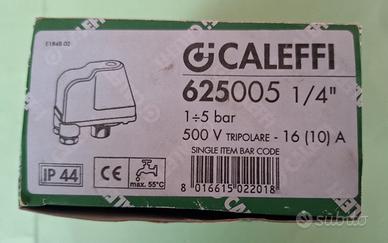 E1845.02
CALEFFI
625005 1/4"
1÷5 bar
500 V TRIPOLARE - 16 (10) A
SINGLE ITEM BAR CODE
IP 44
CE
max. 55°C
8 016615 022018
subito